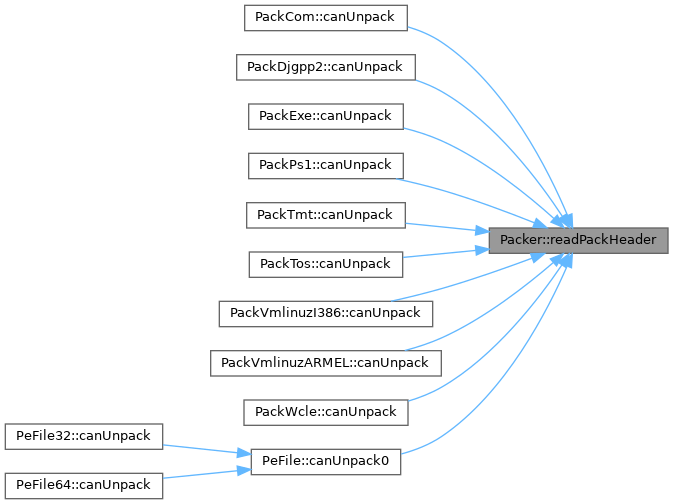 PackCom::canUnpack
PackDjgpp2::canUnpack
PackExe::canUnpack
PackPs1::canUnpack
PackTmt::canUnpack
Packer::readPackHeader
PackTos::canUnpack
PackVmlinuzI386::canUnpack
PackVmlinuzARMEL::canUnpack
PackWcle::canUnpack
PeFile32::canUnpack
PeFile::canUnpack0
PeFile64::canUnpack